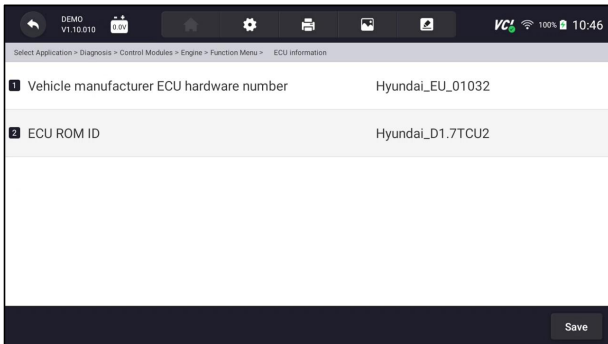 DEMO
V1.10.010
0.0V
VCI 100% 10:46
Select Application > Diagnosis > Control Modules > Engine > Function Menu > ECU information
1 Vehicle manufacturer ECU hardware number Hyundai_EU_01032
2 ECU ROM ID Hyundai_D1.7TCU2
Save